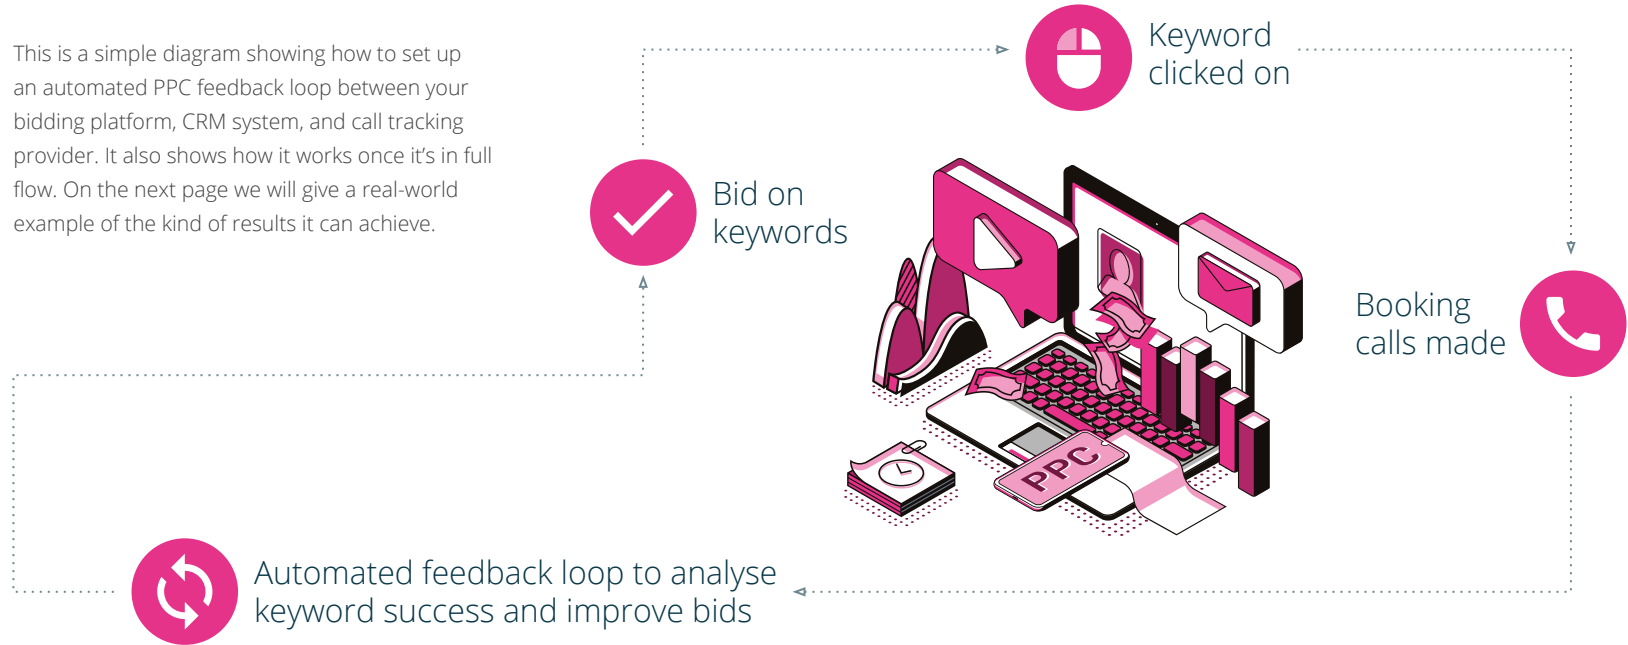 This is a simple diagram showing how to set up
an automated PPC feedback loop between your
bidding platform, CRM system, and call tracking
provider. It also shows how it works once it’s in full
flow. On the next page we will give a real-world
example of the kind of results it can achieve.
Bid on
keywords
Keyword
clicked on
Booking
calls made
PPC
Automated feedback loop to analyse
keyword success and improve bids